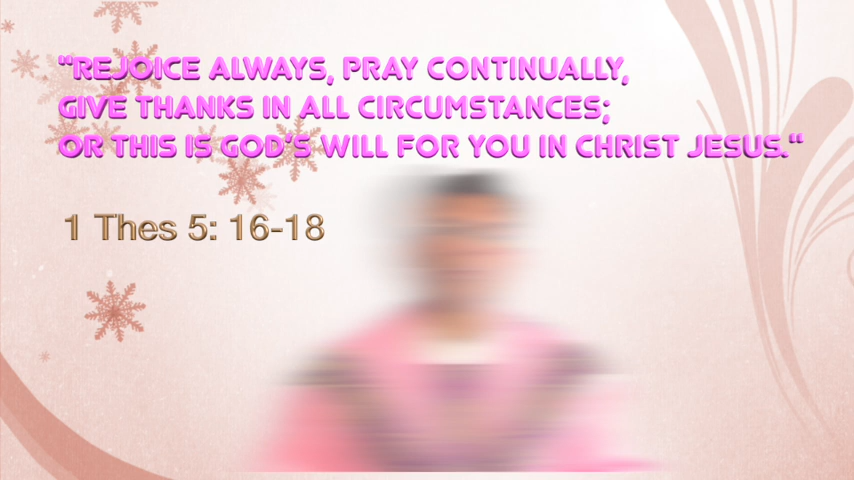 "REJOICE ALWAYS, PRAY CONTINUALLY,
GIVE THANKS IN ALL CIRCUMSTANCES;
OR THIS IS GOD'S WILL FOR YOU IN CHRIST JESUS."
1 Thes 5: 16-18